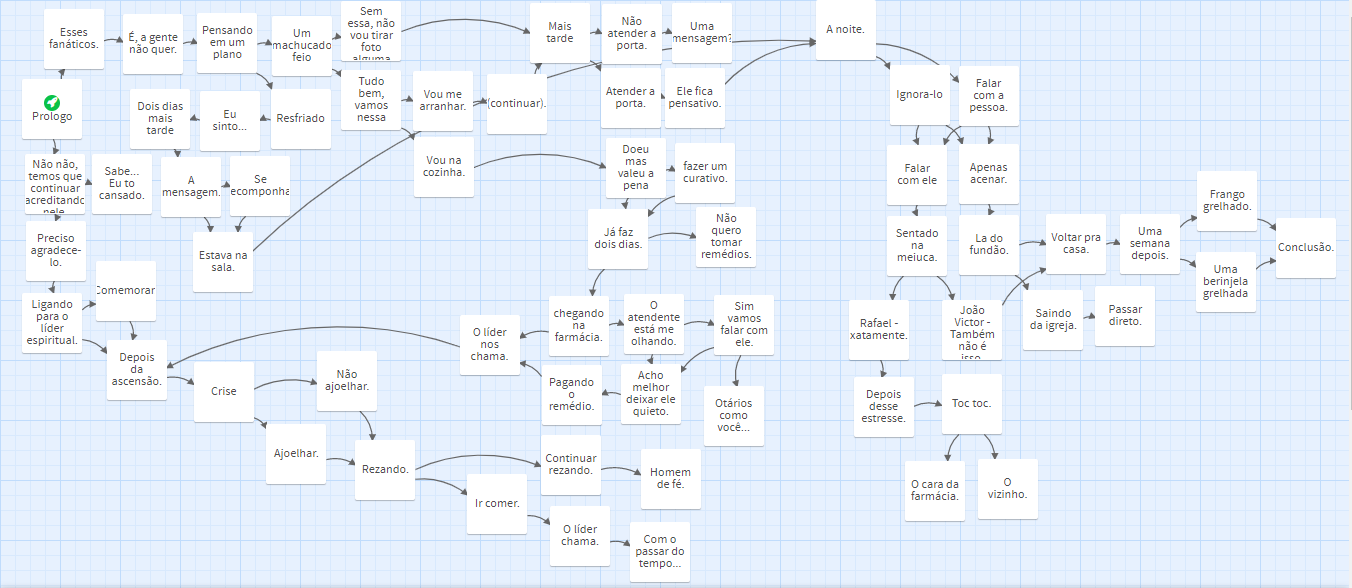 Esses
fanáticos.
É, a gente
não quer.
Pensando
em um
plano
Um
machucado
feio
Sem
essa, não
vou tirar
foto
alguma
Mais
tarde
Não
atender a
porta.
Uma
mensagem?
A noite.
Prologo
Dois dias
mais
tarde
Eu
sinto...
Resfriado
Tudo
bem,
vamos
nessa
Vou me
arranhar.
(continuar).
Atender a
porta.
Ele fica
pensativo.
Ignora-lo
Falar
com a
pessoa.
Não não,
temos que
continuar
acreditando
nele
Sabe...
Eu to
cansado.
A
mensagem.
Se
recomponha
Vou na
cozinha.
Doeu
mas
valeu a
pena
fazer um
curativo.
Falar
com ele
Apenas
acenar.
Preciso
agradece-
lo.
Estava na
sala.
Já faz
dois dias.
Não
quero
tomar
remédios.
Sentado
na
meiuca.
La do
fundão.
Voltar pra
casa.
Uma
semana
depois.
Frango
grelhado.
Uma
berinjela
grelhada
Conclusão.
Ligando
para o
líder
espiritual.
Comemorar
Depois
da
ascensão.
O líder
nos
chama.
chegando
na
farmácia.
O
atendente
está me
olhando.
Sim
vamos
falar com
ele.
Rafael -
xatamente.
João
Victor -
Também
não é
isso
Saindo
da igreja.
Passar
direto.
Crise
Não
ajoelhar.
Pagando
o
remédio.
Acho
melhor
deixar ele
quieto.
Otários
como
você...
Depois
desse
estresse.
Toc toc.
Ajoelhar.
Rezando.
Continuar
rezando.
Homem
de fé.
O cara da
farmácia.
O
vizinho.
Ir comer.
O líder
chama.
Com o
passar do
tempo...